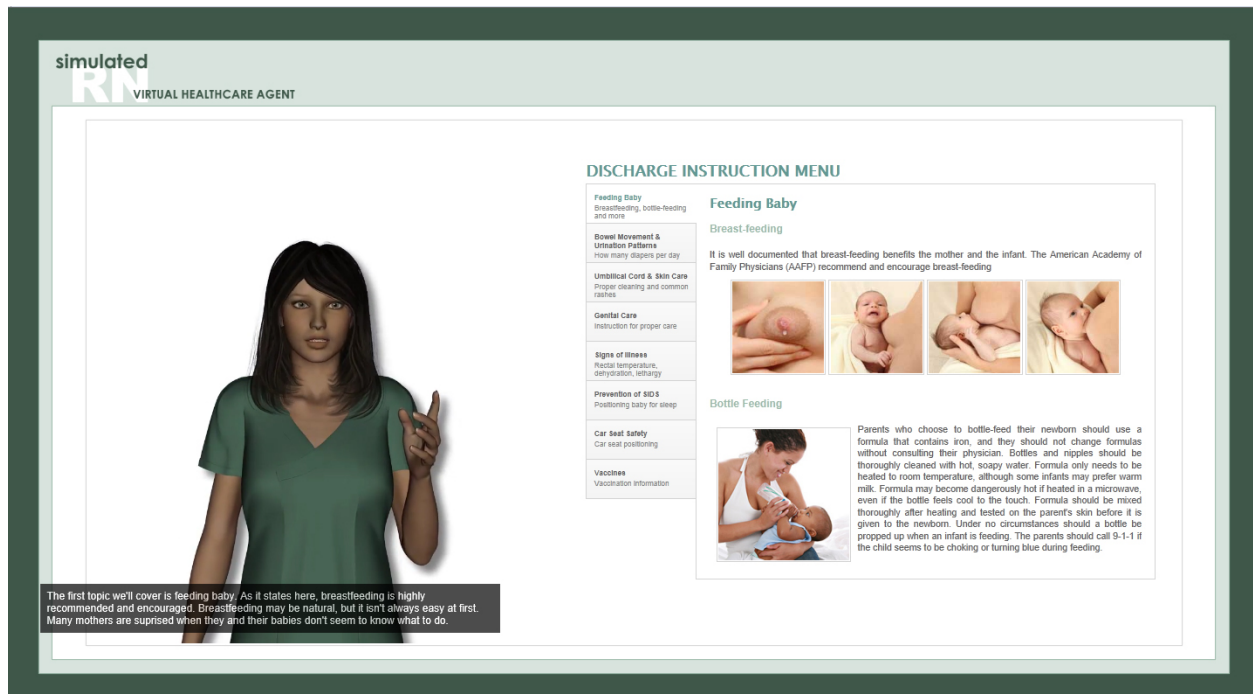 simulated
RN
VIRTUAL HEALTHCARE AGENT
DISCHARGE INSTRUCTION MENU
Feeding Baby
Breastfeeding, bottle-feeding
and more
Bowel Movement &
Urination Patterns
How many diapers per day
Umbilical Cord & Skin Care
Proper cleaning and common
rashes
Genital Care
Instruction for proper care
Signs of Illness
Rectal temperature,
dehydration, lethargy
Prevention of SIDS
Positioning baby for sleep
Car Seat Safety
Car seat positioning
Vaccines
Vaccination information
Feeding Baby
Breast-feeding
It is well documented that breast-feeding benefits the mother and the infant. The American Academy of
Family Physicians (AAFP) recommend and encourage breast-feeding
Bottle Feeding
Parents who choose to bottle-feed their newborn should use a
formula that contains iron, and they should not change formulas
without consulting their physician. Bottles and nipples should be
thoroughly cleaned with hot, soapy water. Formula only needs to be
heated to room temperature, although some infants may prefer warm
milk. Formula may become dangerously hot if heated in a microwave,
even if the bottle feels cool to the touch. Formula should be mixed
thoroughly after heating and tested on the parent's skin before it is
given to the newborn. Under no circumstances should a bottle be
propped up when an infant is feeding. The parents should call 9-1-1 if
the child seems to be choking or turning blue during feeding.
The first topic we'll cover is feeding baby. As it states here, breastfeeding is highly
recommended and encouraged. Breastfeeding may be natural, but it isn't always easy at first.
Many mothers are suprised when they and their babies don't seem to know what to do.